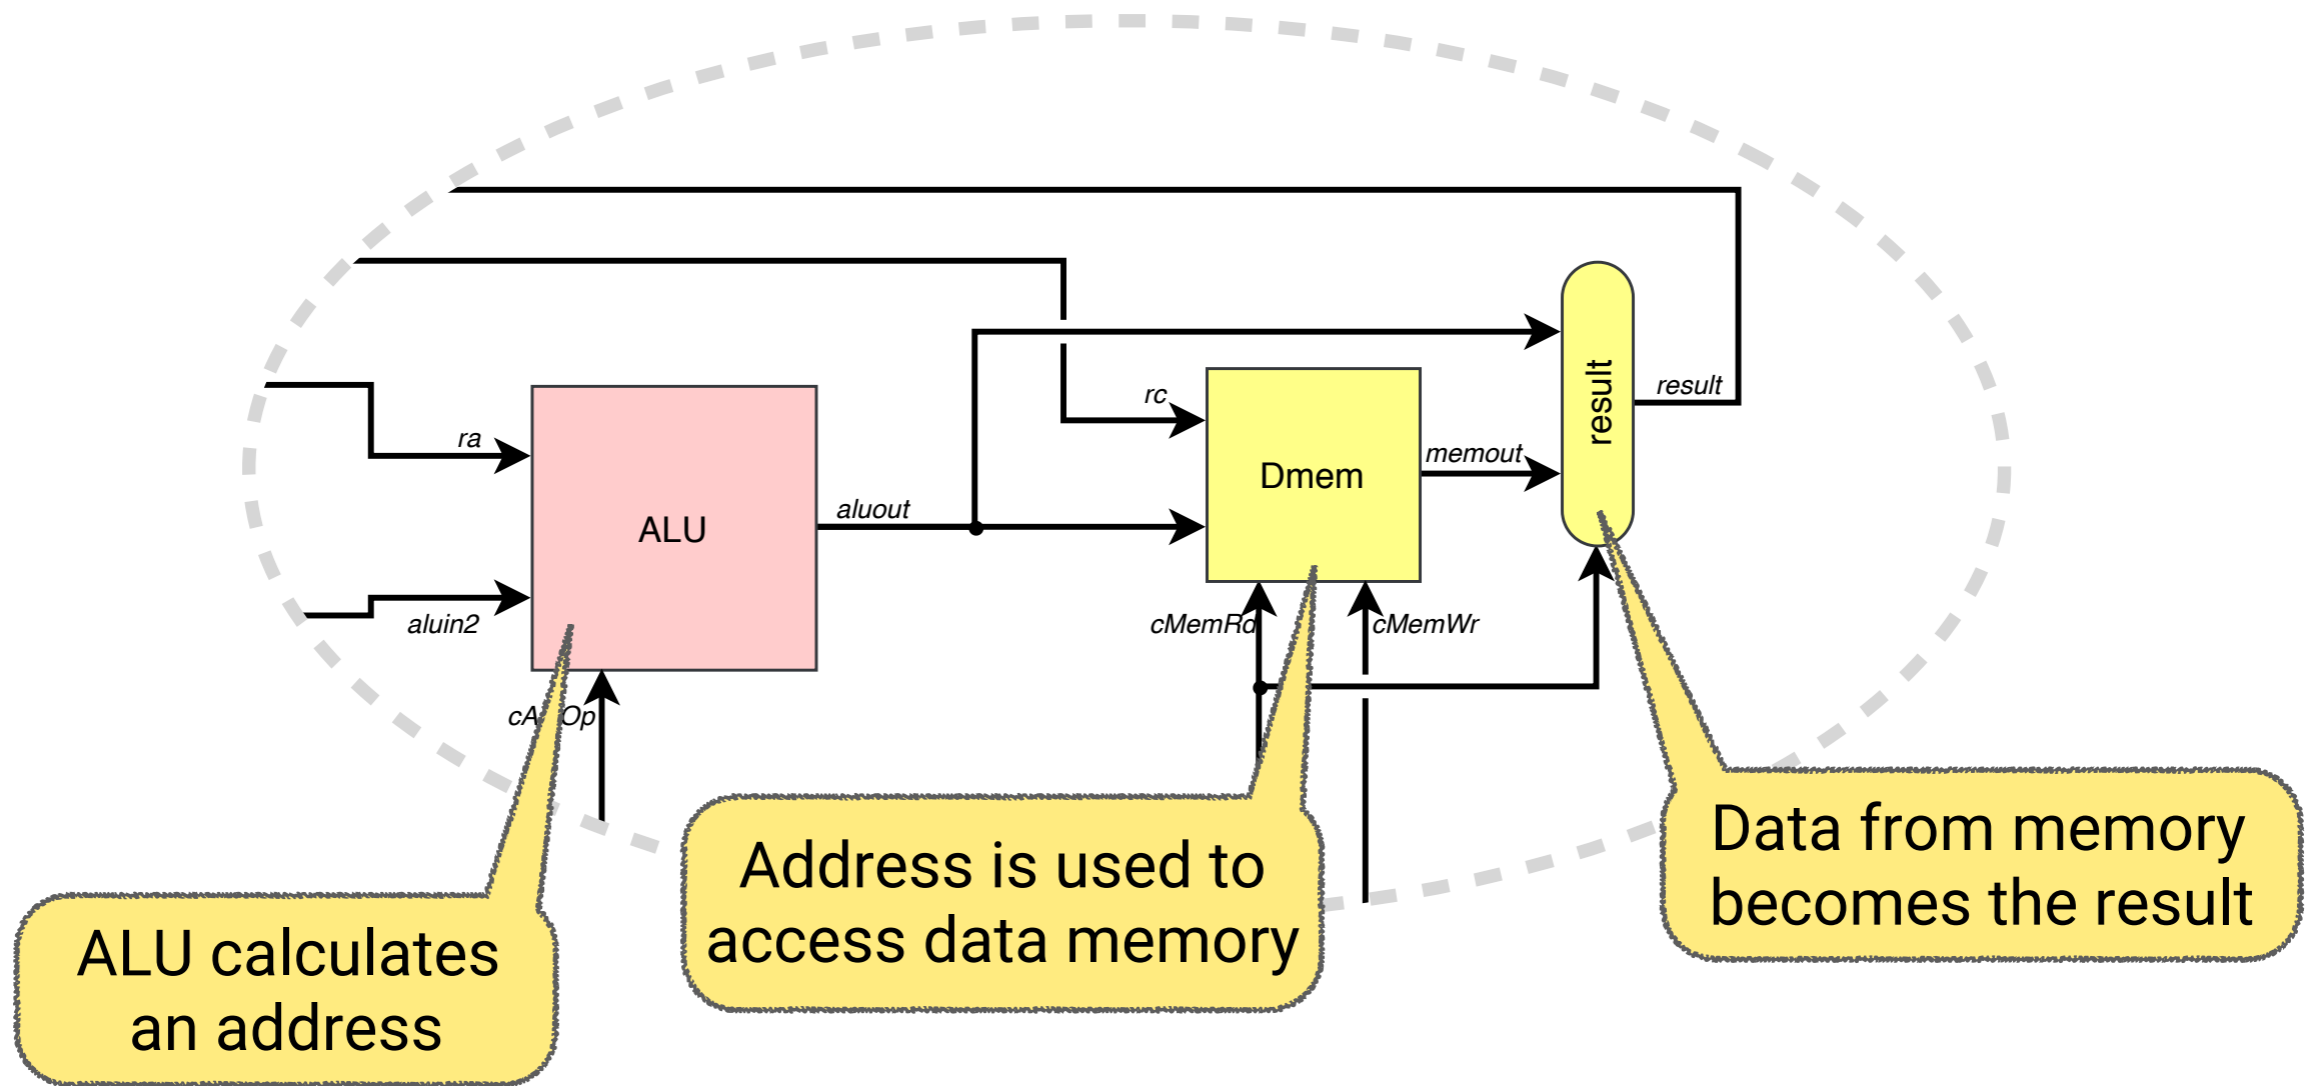 result
rc
result
ra
memout
Dmem
aluout
ALU
aluin2
cMemRd
cMemWr
Data from memory
becomes the result
Address is used to
access data memory
ALU calculates
an address